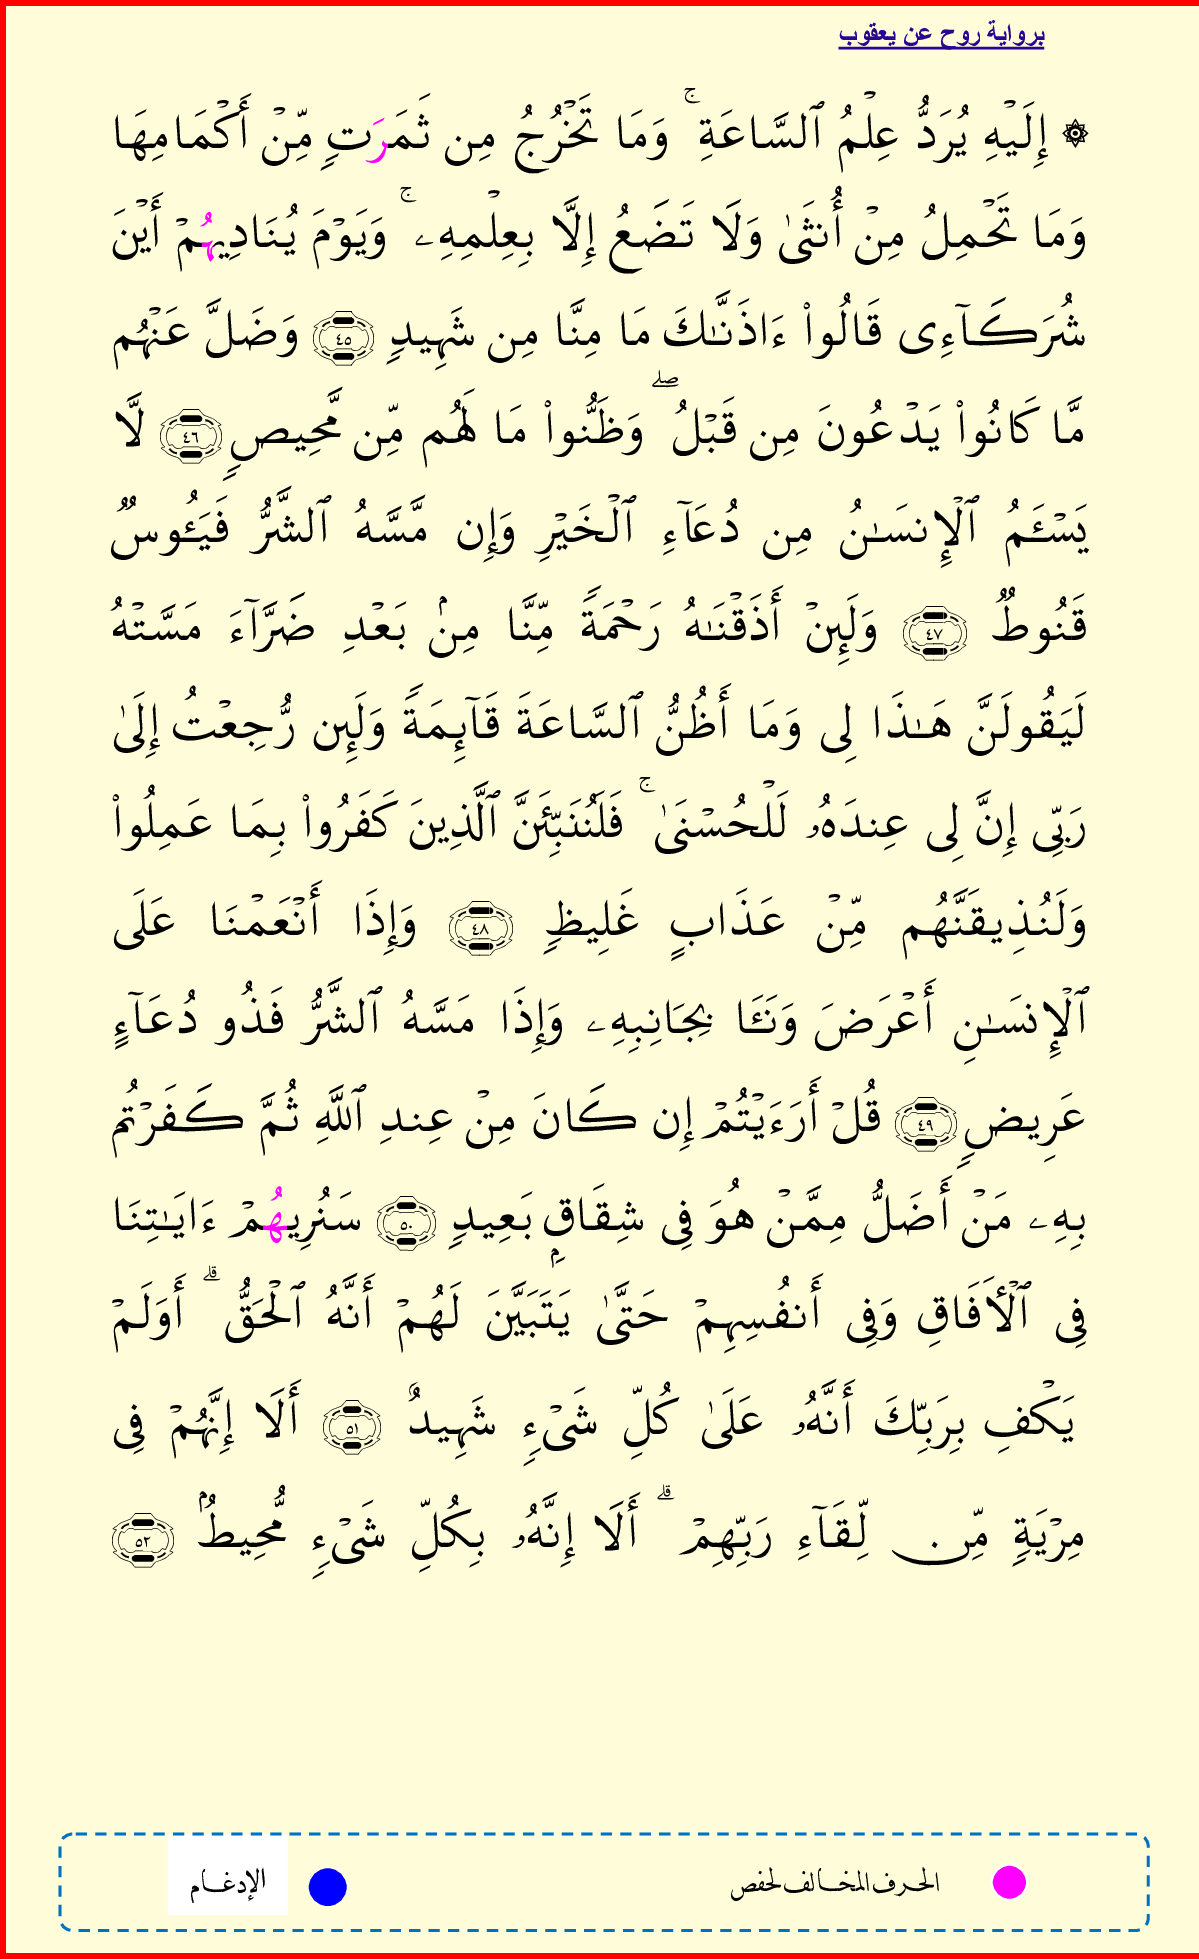 برواية روح عن يعقوب
۞ إِلَيْهِ يُرَدُّ عِلْمُ ٱلسَّاعَةِ ۚ وَمَا تَخْرُجُ مِن ثَمَرَتٍ مِّنْ أَكْمَامِهَا
وَمَا تَحْمِلُ مِنْ أُنثَىٰ وَلَا تَضَعُ إِلَّا بِعِلْمِهِۦ ۚ وَيَوْمَ يُنَادِيهُمْ أَيْنَ
شُرَكَآءِى قَالُوا۟ ءَاذَنَّـٰكَ مَا مِنَّا مِن شَهِيدٍ ٤٥ وَضَلَّ عَنْهُم
مَّا كَانُوا۟ يَدْعُونَ مِن قَبْلُ ۖ وَظَنُّوا۟ مَا لَهُم مِّن مَّحِيصٍ ٤٦ لَّا
يَسْـَٔمُ ٱلْإِنسَـٰنُ مِن دُعَآءِ ٱلْخَيْرِ وَإِن مَّسَّهُ ٱلشَّرُّ فَيَـُٔوسٌ
قَنُوطٌ ٤٧ وَلَئِنْ أَذَقْنَـٰهُ رَحْمَةً مِّنَّا مِنۢ بَعْدِ ضَرَّآءَ مَسَّتْهُ
لَيَقُولَنَّ هَـٰذَا لِى وَمَا أَظُنُّ ٱلسَّاعَةَ قَآئِمَةً وَلَئِن رُّجِعْتُ إِلَىٰ
رَبِّى إِنَّ لِى عِندَهُۥ لَلْحُسْنَىٰ ۚ فَلَنُنَبِّئَنَّ ٱلَّذِينَ كَفَرُوا۟ بِمَا عَمِلُوا۟
وَلَنُذِيقَنَّهُم مِّنْ عَذَابٍ غَلِيظٍ ٤٨ وَإِذَا أَنْعَمْنَا عَلَى
ٱلْإِنسَـٰنِ أَعْرَضَ وَنَـَٔا بِجَانِبِهِۦ وَإِذَا مَسَّهُ ٱلشَّرُّ فَذُو دُعَآءٍ
عَرِيضٍ ٤٩ قُلْ أَرَءَيْتُمْ إِن كَانَ مِنْ عِندِ ٱللَّهِ ثُمَّ كَفَرْتُم
بِهِۦ مَنْ أَضَلُّ مِمَّنْ هُوَ فِى شِقَاقٍۭ بَعِيدٍ ٥٠ سَنُرِيهُمْ ءَايَـٰتِنَا
فِى ٱلْأَفَاقِ وَفِى أَنفُسِهِمْ حَتَّىٰ يَتَبَيَّنَ لَهُمْ أَنَّهُ ٱلْحَقُّ ۗ أَوَلَمْ
يَكْفِ بِرَبِّكَ أَنَّهُۥ عَلَىٰ كُلِّ شَىْءٍ شَهِيدٌ ٥١ أَلَا إِنَّهُمْ فِى
مِرْيَةٍ مِّن لِّقَآءِ رَبِّهِمْ ۗ أَلَا إِنَّهُۥ بِكُلِّ شَىْءٍ مُّحِيطٌۢ ٥٢
الحرف المخالف لحفص
الإدغام